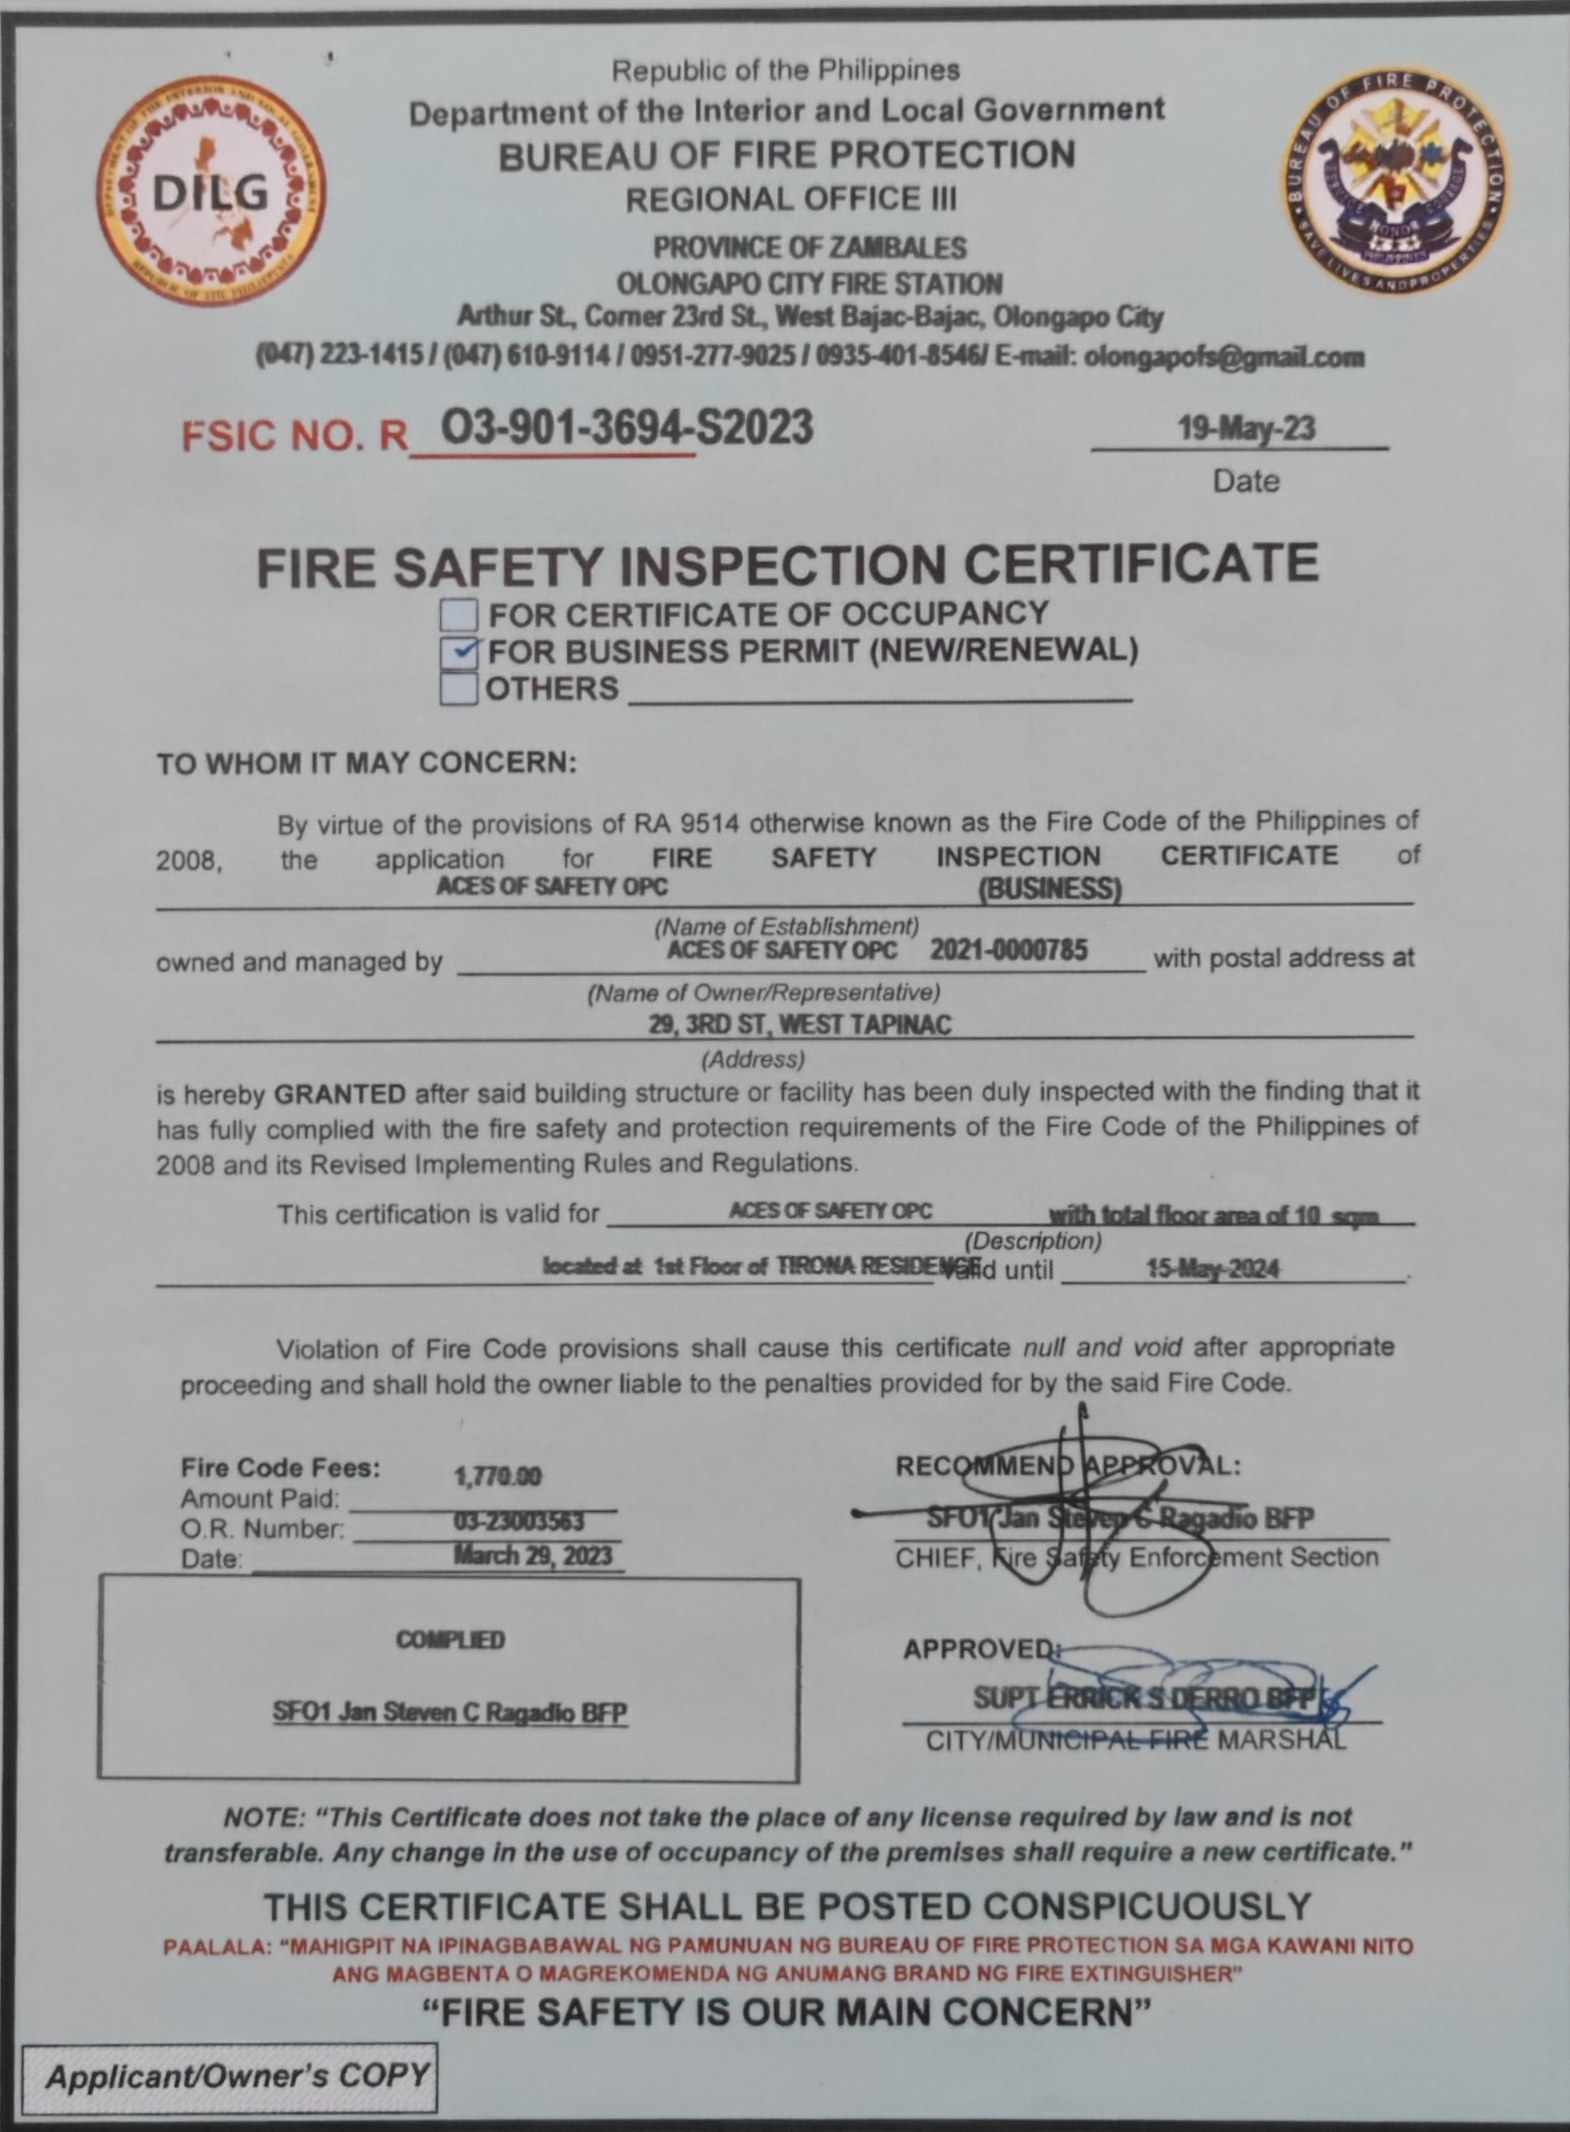 Republic of the Philippines
Department of the Interior and Local Government
BUREAU OF FIRE PROTECTION
REGIONAL OFFICE III
PROVINCE OF ZAMBALES
OLONGAPO CITY FIRE STATION
Arthur St., Corner 23rd St., West Bajac-Bajac, Olongapo City
(047) 223-1415 / (047) 610-9114 / 0951-277-9025 / 0935-401-8546/ E-mail: olongapofs@gmail.com
DILG
BUREAU OF FIRE PROTECTION
SAVE LIVES AND PROPERTIES
HONOR
PHILIPPINES
FSIC NO. R O3-901-3694-S2023
19-May-23
Date
FIRE SAFETY INSPECTION CERTIFICATE
FOR CERTIFICATE OF OCCUPANCY
✓ FOR BUSINESS PERMIT (NEW/RENEWAL)
OTHERS
TO WHOM IT MAY CONCERN:
By virtue of the provisions of RA 9514 otherwise known as the Fire Code of the Philippines of
2008, the application for FIRE SAFETY INSPECTION CERTIFICATE of
ACES OF SAFETY OPC (BUSINESS)
(Name of Establishment)
owned and managed by ACES OF SAFETY OPC 2021-0000785 with postal address at
(Name of Owner/Representative)
29, 3RD ST, WEST TAPINAC
(Address)
is hereby GRANTED after said building structure or facility has been duly inspected with the finding that it
has fully complied with the fire safety and protection requirements of the Fire Code of the Philippines of
2008 and its Revised Implementing Rules and Regulations.
This certification is valid for ACES OF SAFETY OPC with total floor area of 10 sqm
(Description)
located at 1st Floor of TIRONA RESIDENCE valid until 15-May-2024.
Violation of Fire Code provisions shall cause this certificate null and void after appropriate
proceeding and shall hold the owner liable to the penalties provided for by the said Fire Code.
Fire Code Fees:
Amount Paid: 1,770.00
O.R. Number: 03-23003563
Date: March 29, 2023
RECOMMEND APPROVAL:
SFO1 Jan Steven C Ragadio BFP
CHIEF, Fire Safety Enforcement Section
COMPLIED
SFO1 Jan Steven C Ragadio BFP
APPROVED:
SUPT ERRICK S DERRO BFP
CITY/MUNICIPAL FIRE MARSHAL
NOTE: “This Certificate does not take the place of any license required by law and is not
transferable. Any change in the use of occupancy of the premises shall require a new certificate.”
THIS CERTIFICATE SHALL BE POSTED CONSPICUOUSLY
PAALALA: “MAHIGPIT NA IPINAGBABAWAL NG PAMUNUAN NG BUREAU OF FIRE PROTECTION SA MGA KAWANI NITO
ANG MAGBENTA O MAGREKOMENDA NG ANUMANG BRAND NG FIRE EXTINGUISHER”
“FIRE SAFETY IS OUR MAIN CONCERN”
Applicant/Owner's COPY